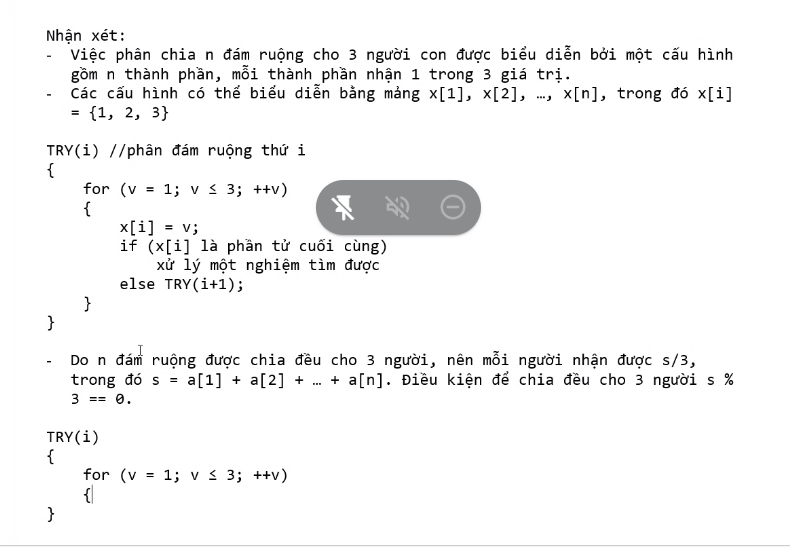 Nhận xét:
- Việc phân chia n đám ruộng cho 3 người con được biểu diễn bởi một cấu hình
gồm n thành phần, mỗi thành phần nhận 1 trong 3 giá trị.
- Các cấu hình có thể biểu diễn bằng mảng x[1], x[2], …, x[n], trong đó x[i]
= {1, 2, 3}
TRY(i) //phân đám ruộng thứ i
{
for (v = 1; v ≤ 3; ++v)
{
x[i] = v;
if (x[i] là phần tử cuối cùng)
xử lý một nghiệm tìm được
else TRY(i+1);
}
}
- Do n đám ruộng được chia đều cho 3 người, nên mỗi người nhận được s/3,
trong đó s = a[1] + a[2] + … + a[n]. Điều kiện để chia đều cho 3 người s %
3 == 0.
TRY(i)
{
for (v = 1; v ≤ 3; ++v)
{
}